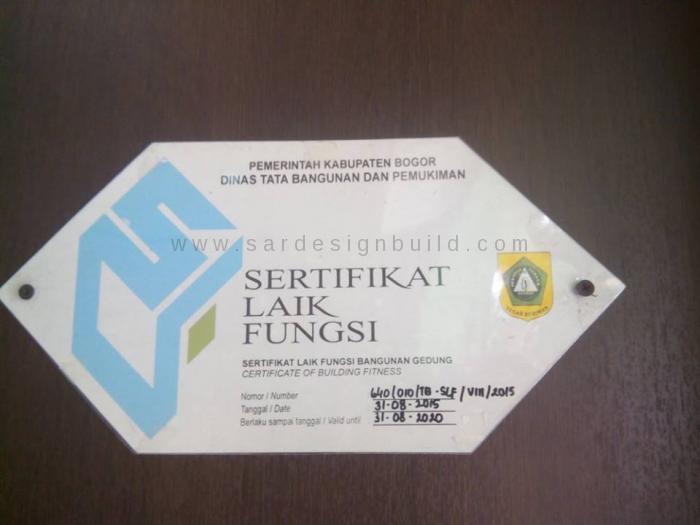 PEMERINTAH KABUPATEN BOGOR
DINAS TATA BANGUNAN DAN PEMUKIMAN
www.sardesignbuild.com
SERTIFIKAT
LAIK
FUNGSI
SERTIFIKAT LAIK FUNGSI BANGUNAN GEDUNG
CERTIFICATE OF BUILDING FITNESS
Nomor / Number 640/010/TB-SLF/VIII/2015
Tanggal / Date 31-08-2015
Berlaku sampai tanggal / Valid until 31-08-2020